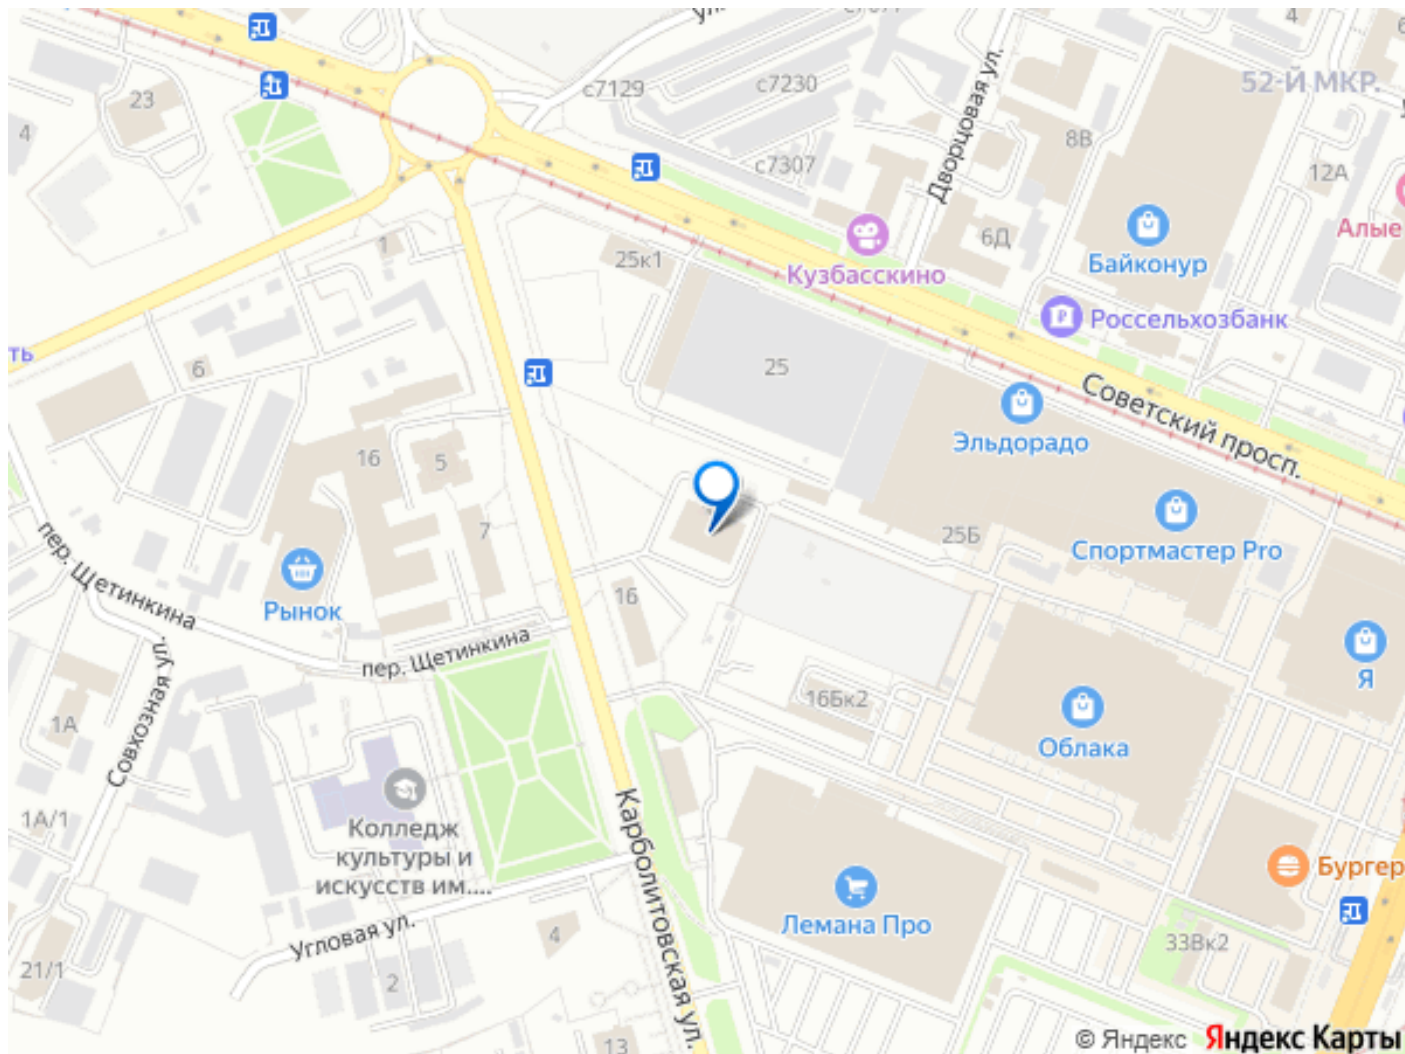 с7129
с7230
52-Й МКР.
23
4
4
8В
12А
с7307
Дворцовая ул.
Алые
25к1
1
6Д
Кузбасскино
Байконур
Россельхозбанк
ть
6
25
Советский просп.
Эльдорадо
16
5
7
25Б
Спортмастер Pro
пер. Щетинкина
Рынок
16
пер. Щетинкина
Я
Совхозная ул.
1А
16Бк2
Облака
1А/1
Колледж
культуры и
искусств им....
Карболитовская ул.
Бургер
Лемана Про
Угловая ул.
4
33Вк2
21/1
2
13
© Яндекс Яндекс Карты